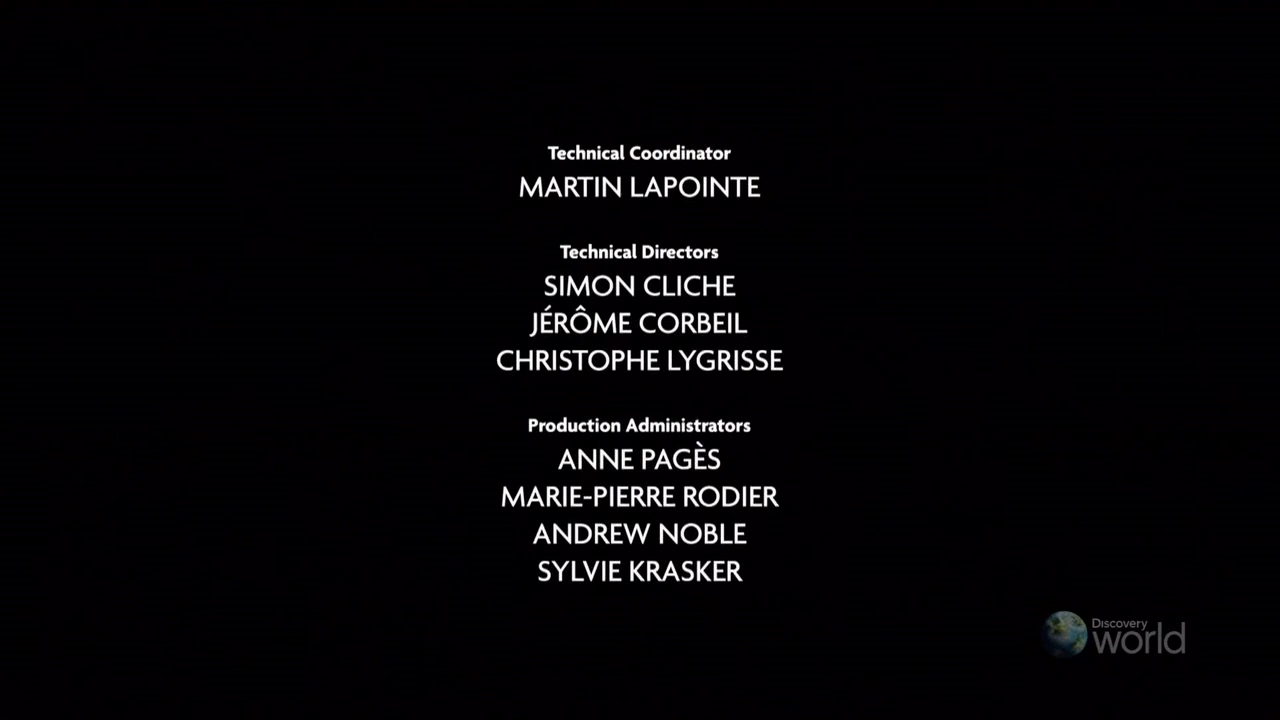 Technical Coordinator
MARTIN LAPOINTE
Technical Directors
SIMON CLICHE
JÉRÔME CORBEIL
CHRISTOPHE LYGRISSE
Production Administrators
ANNE PAGÈS
MARIE-PIERRE RODIER
ANDREW NOBLE
SYLVIE KRASKER
Discovery
world